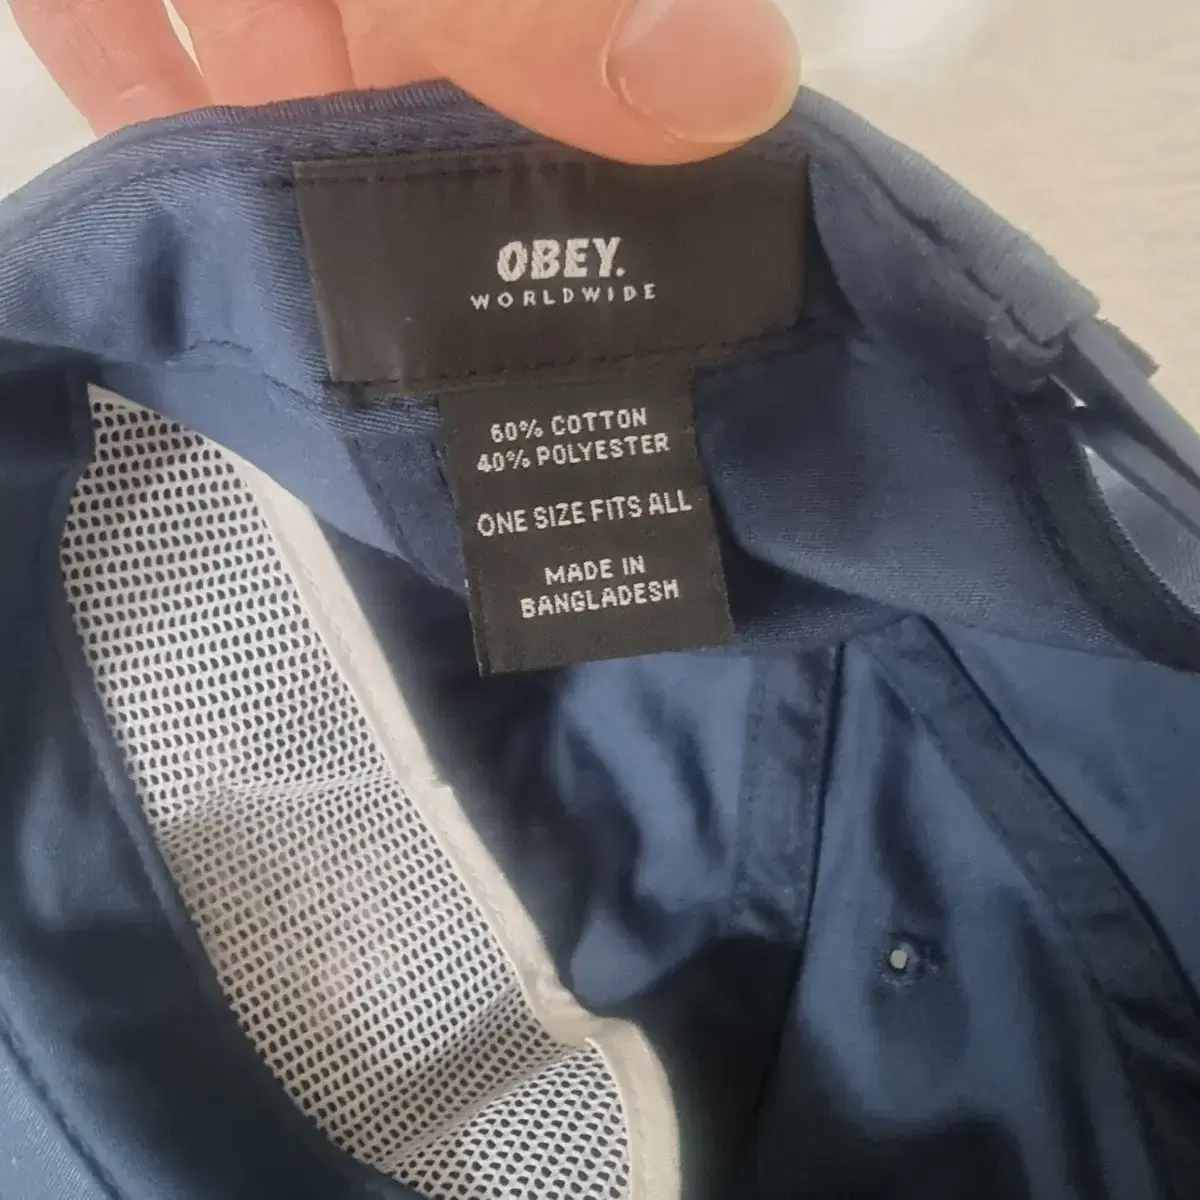 OBEY.
WORLDWIDE
60% COTTON
40% POLYESTER
ONE SIZE FITS ALL
MADE IN
BANGLADESH